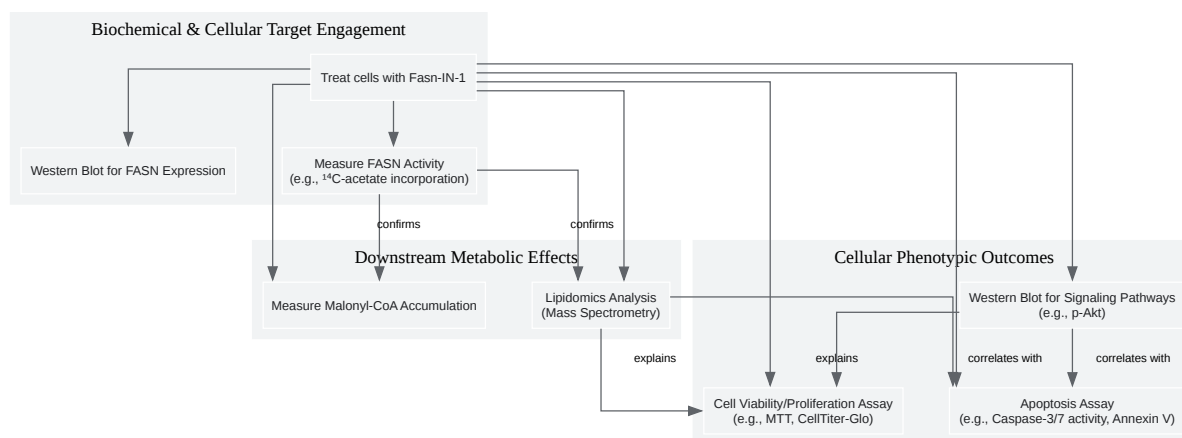 Biochemical & Cellular Target Engagement
Treat cells with Fasn-IN-1
Western Blot for FASN Expression
Measure FASN Activity
(e.g., ¹⁴C-acetate incorporation)
confirms
confirms
Downstream Metabolic Effects
Measure Malonyl-CoA Accumulation
Lipidomics Analysis
(Mass Spectrometry)
Cellular Phenotypic Outcomes
Western Blot for Signaling Pathways
(e.g., p-Akt)
explains
explains
correlates with
correlates with
Cell Viability/Proliferation Assay
(e.g., MTT, CellTiter-Glo)
Apoptosis Assay
(e.g., Caspase-3/7 activity, Annexin V)